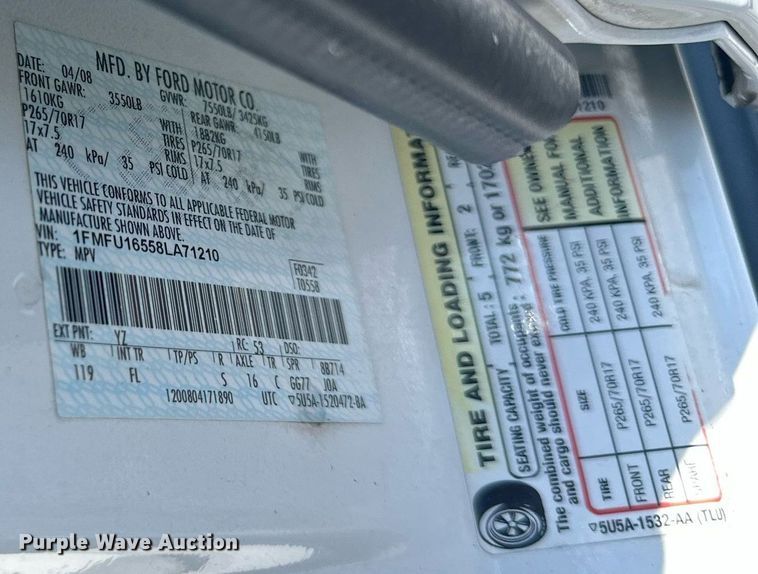 MFD. BY FORD MOTOR CO.
DATE: 04/08 GVWR: 7550LB/ 3425KG
FRONT GAWR: 3550LB REAR GAWR: 4150LB
1610KG WITH 1882KG WITH
P265/70R17 TIRES P265/70R17 TIRES
17x7.5 RIMS 17x7.5 RIMS
AT 240 kPa/ 35 PSI COLD AT 240 kPa/ 35 PSI COLD
THIS VEHICLE CONFORMS TO ALL APPLICABLE FEDERAL MOTOR
VEHICLE SAFETY STANDARDS IN EFFECT ON THE DATE OF
MANUFACTURE SHOWN ABOVE.
VIN: 1FMFU16558LA71210
TYPE: MPV
F0342
T0558
EXT PNT: YZ RC: 53 DSO:
WB INT TR TP/PS R AXLE TR SPR 88714
119 FL 5 16 C GG77 JOA
1200804171890 UTC ▽5U5A-1520472-BA
TIRE AND LOADING INFORMAT
SEATING CAPACITY TOTAL: 5 FRONT: 2
The combined weight of occupants
and cargo should never exceed: 772 kg or 170
TIRE SIZE COLD TIRE PRESSURE
FRONT P265/70R17 240 KPA, 35 PSI
REAR P265/70R17 240 KPA, 35 PSI
SPARE P265/70R17 240 KPA, 35 PSI
SEE OWNER
MANUAL FOR
ADDITIONAL
INFORMATION
1210
▽5U5A-1532-AA (TLU)
Purple Wave Auction